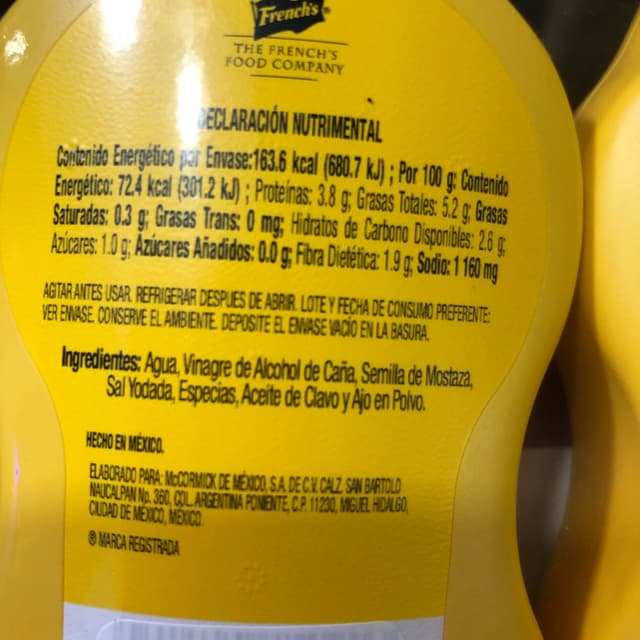 French's
THE FRENCH'S
FOOD COMPANY
DECLARACIÓN NUTRIMENTAL
Contenido Energético por Envase:163.6 kcal (680.7 kJ) ; Por 100 g: Contenido
Energético: 72.4 kcal (301.2 kJ) ; Proteínas: 3.8 g; Grasas Totales: 5.2 g; Grasas
Saturadas: 0.3 g; Grasas Trans: 0 mg; Hidratos de Carbono Disponibles: 2.6 g;
Azúcares: 1.0 g; Azúcares Añadidos: 0.0 g; Fibra Dietética: 1.9 g; Sodio: 1 160 mg
AGITAR ANTES USAR. REFRIGERAR DESPUES DE ABRIR. LOTE Y FECHA DE CONSUMO PREFERENTE:
VER ENVASE. CONSERVE EL AMBIENTE. DEPOSITE EL ENVASE VACÍO EN LA BASURA.
Ingredientes: Agua, Vinagre de Alcohol de Caña, Semilla de Mostaza,
Sal Yodada, Especias, Aceite de Clavo y Ajo en Polvo.
HECHO EN MÉXICO.
ELABORADO PARA: McCORMICK DE MÉXICO, S.A. DE C.V. CALZ. SAN BARTOLO
NAUCALPAN No. 360, COL. ARGENTINA PONIENTE, C.P. 11230, MIGUEL HIDALGO,
CIUDAD DE MÉXICO, MÉXICO.
® MARCA REGISTRADA